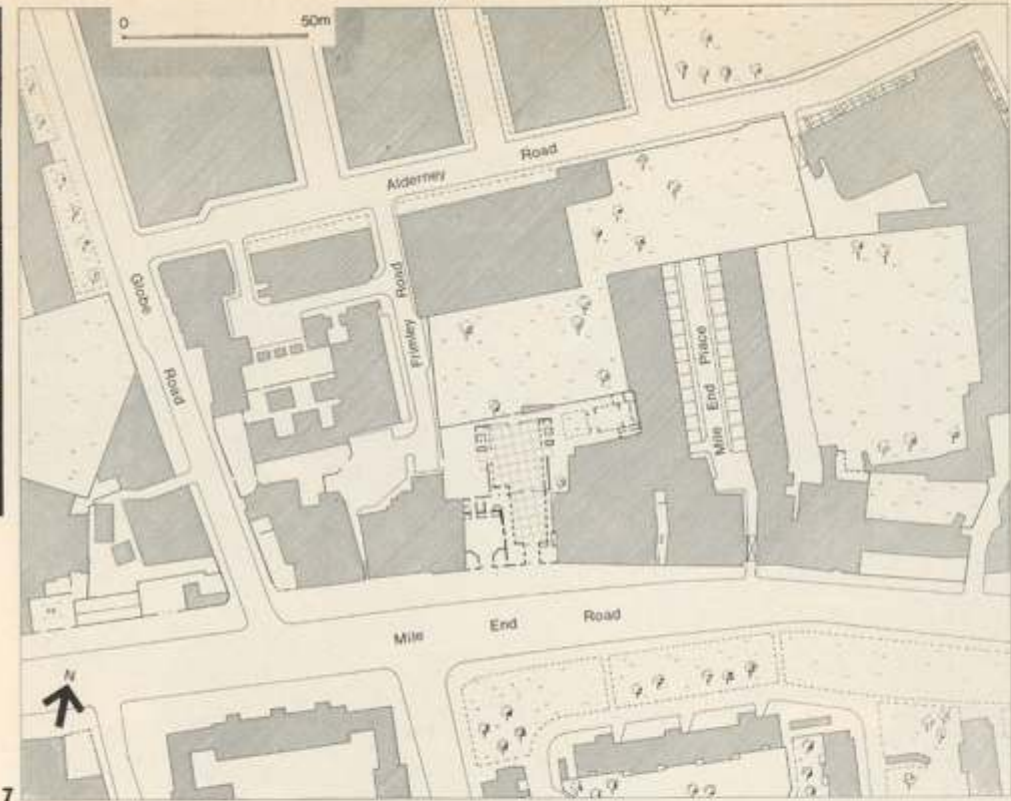 0 50m
Alderney Road
Globe Road
Frimley Road
Mile End Place
Mile End Road
N
7